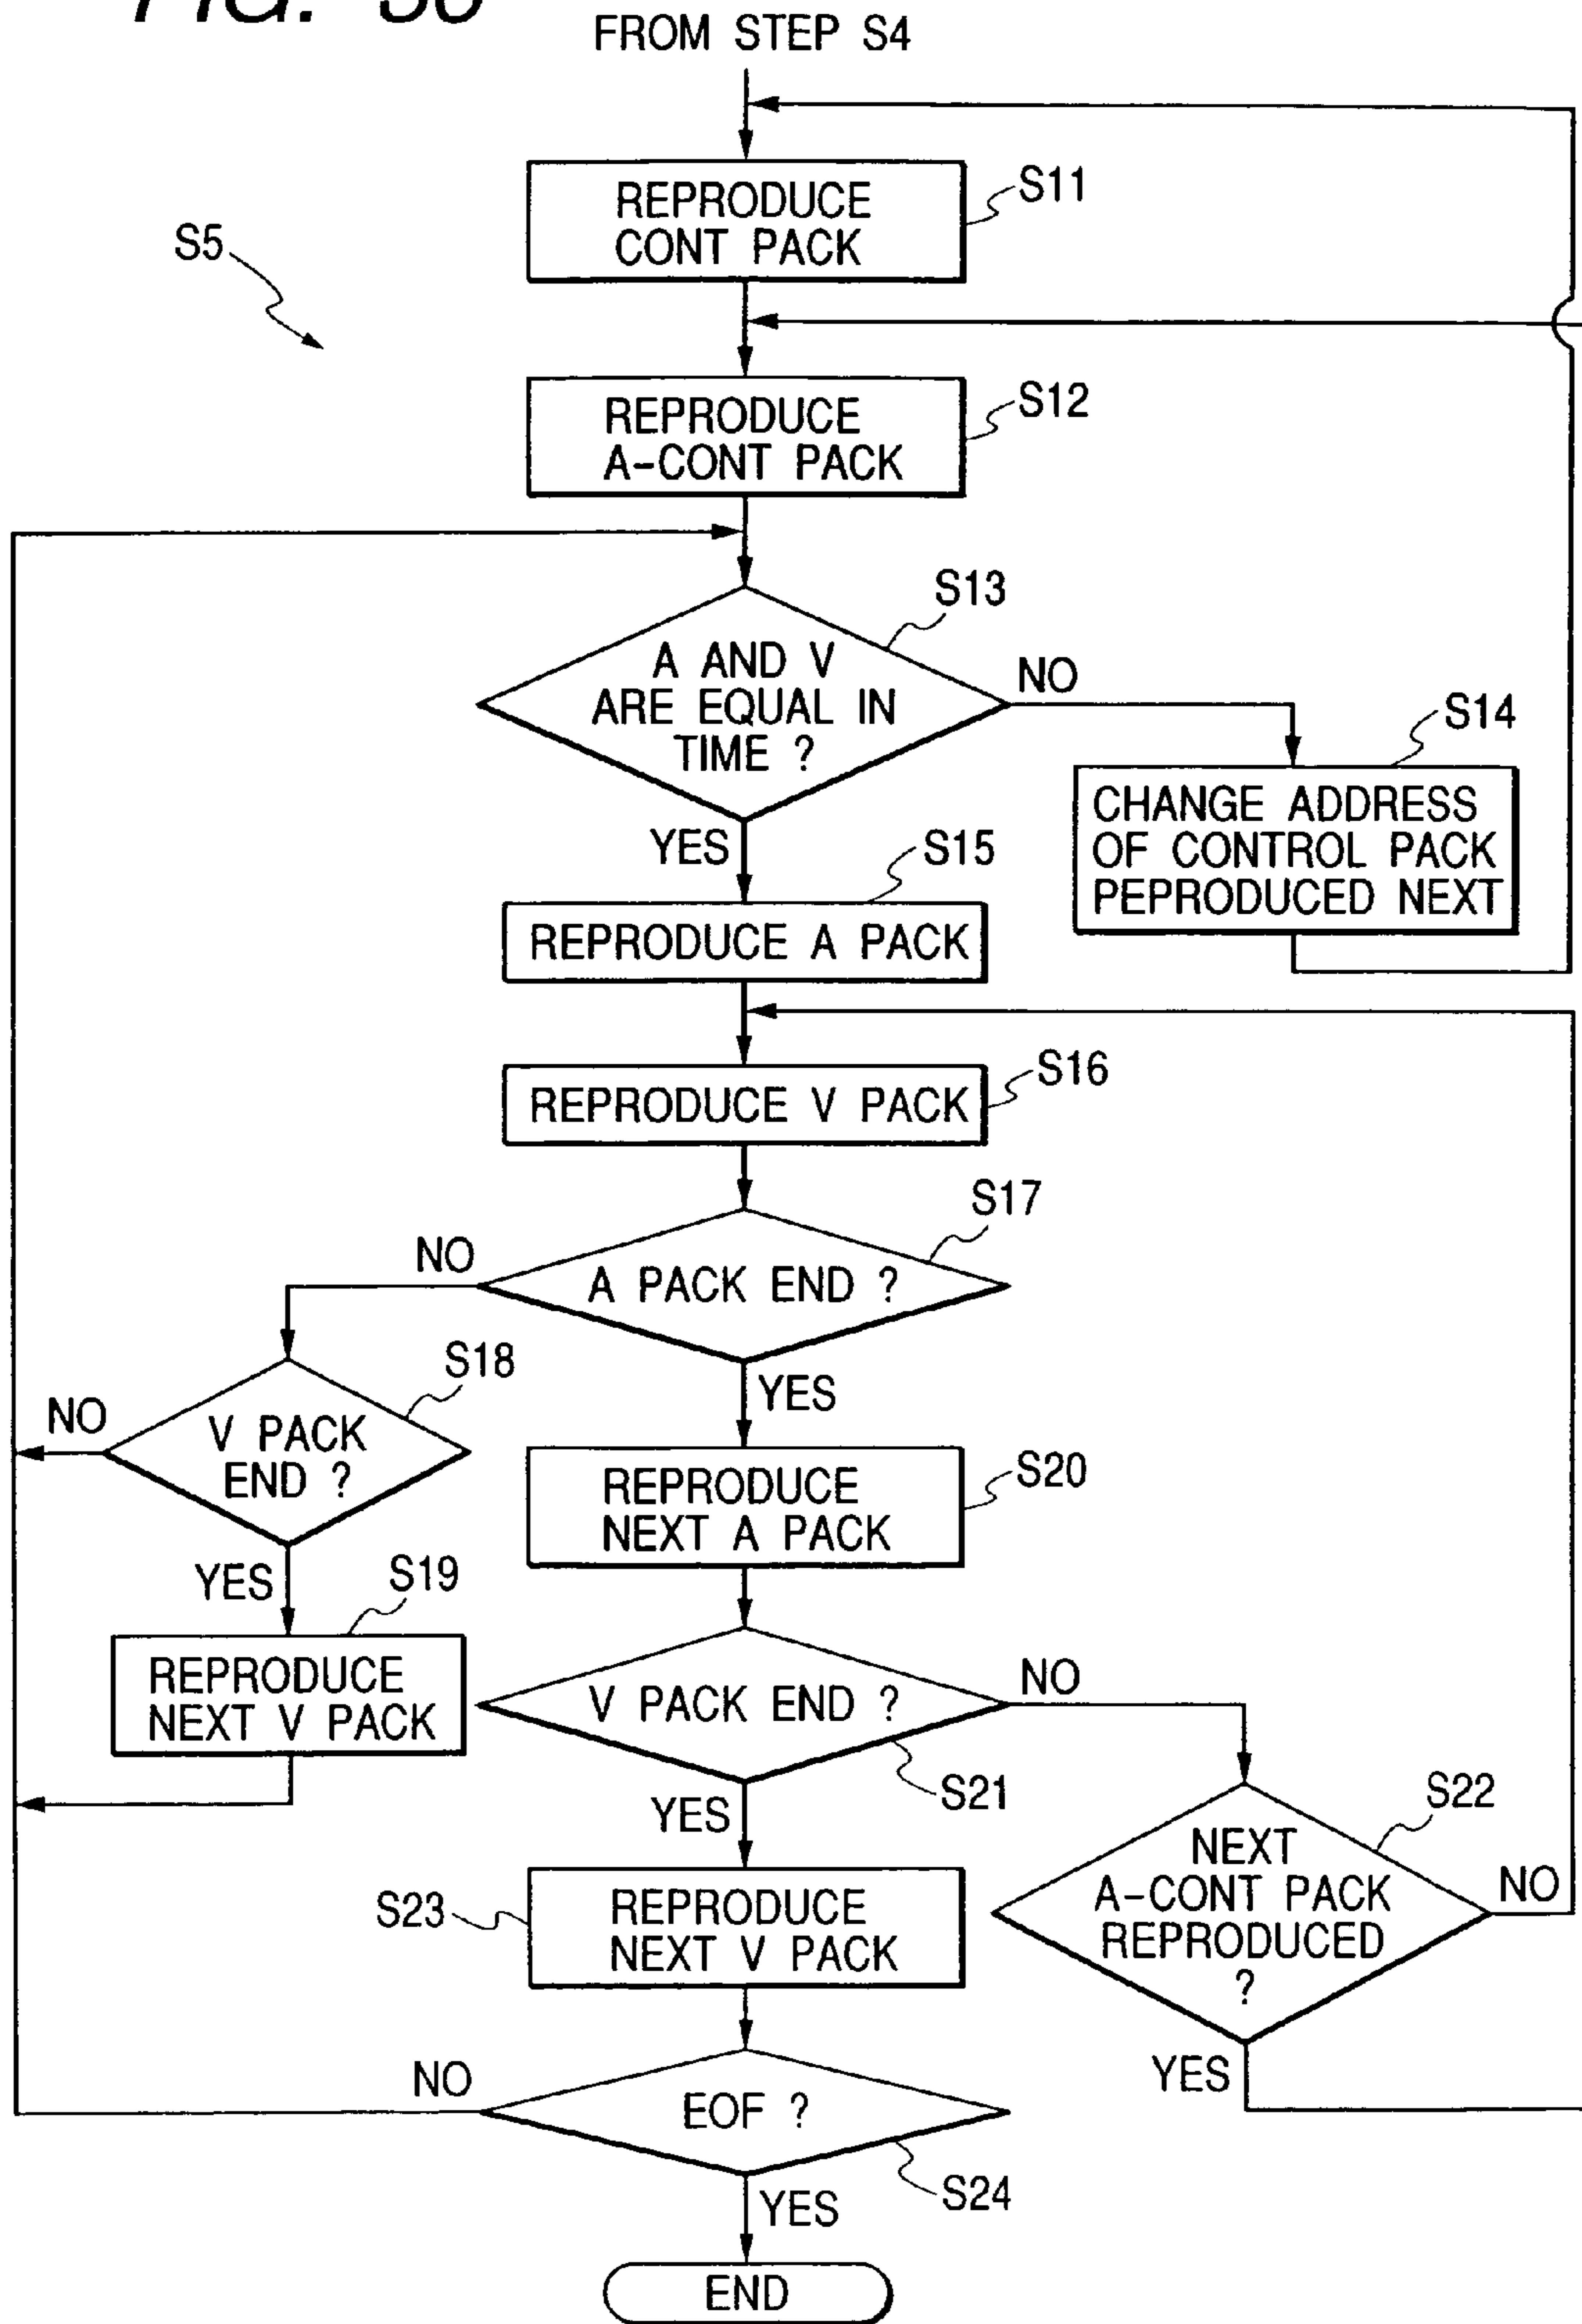 FROM STEP S4
REPRODUCE
CONT PACK
S11
S5
REPRODUCE
A-CONT PACK
S12
S13
A AND V
ARE EQUAL IN
TIME ?
NO
S14
CHANGE ADDRESS
OF CONTROL PACK
PEPRODUCED NEXT
YES
S15
REPRODUCE A PACK
S16
REPRODUCE V PACK
S17
NO
A PACK END ?
S18
YES
NO
V PACK
END ?
S20
REPRODUCE
NEXT A PACK
YES
S19
REPRODUCE
NEXT V PACK
V PACK END ?
NO
S21
S22
YES
NEXT
A-CONT PACK
REPRODUCED
?
NO
S23
REPRODUCE
NEXT V PACK
YES
NO
EOF ?
S24
YES
END